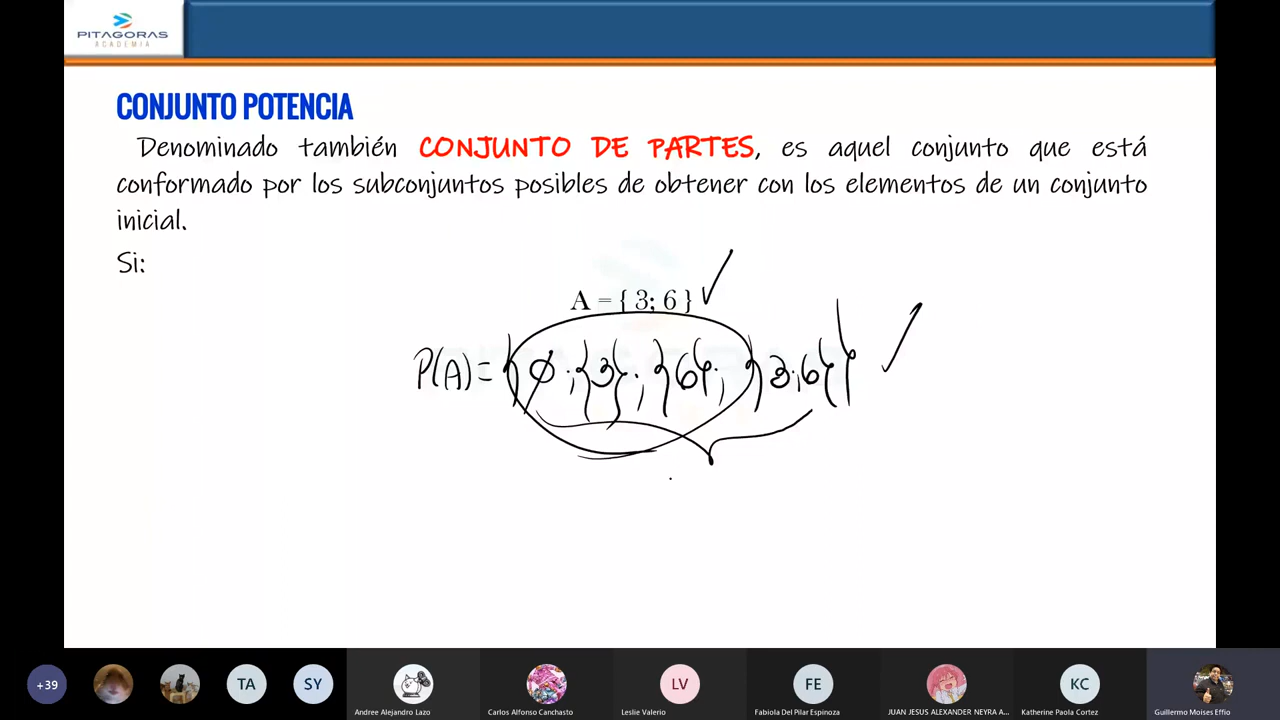 PITAGORAS
ACADEMIA
CONJUNTO POTENCIA
Denominado también CONJUNTO DE PARTES, es aquel conjunto que está
conformado por los subconjuntos posibles de obtener con los elementos de un conjunto
inicial.
Si:
A = { 3; 6 }
P(A) = { ∅ ; {3} ; {6} ; {3;6} }
+39
TA
SY
LV
FE
KC
Andree Alejandro Lazo
Carlos Alfonso Canchasto
Leslie Valerio
Fabiola Del Pilar Espinoza
JUAN JESUS ALEXANDER NEYRA A...
Katherine Paola Cortez
Guillermo Moises Effio